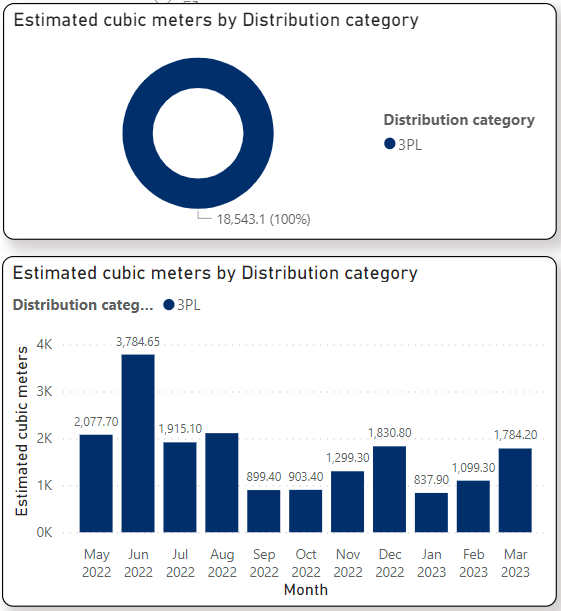 Estimated cubic meters by Distribution category
Distribution category
3PL
18,543.1 (100%)
Estimated cubic meters by Distribution category
Distribution categ... 3PL
Estimated cubic meters
4K
3K
2K
1K
0K
2,077.70
3,784.65
1,915.10
899.40
903.40
1,299.30
1,830.80
837.90
1,099.30
1,784.20
May Jun Jul Aug Sep Oct Nov Dec Jan Feb Mar
2022 2022 2022 2022 2022 2022 2022 2022 2023 2023 2023
Month